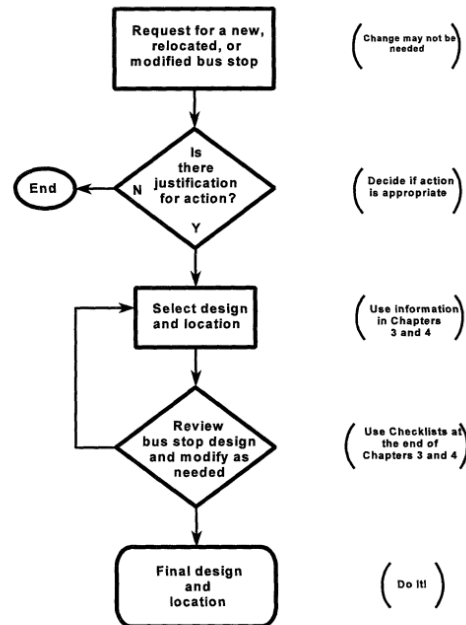 Request for a new,
relocated, or
modified bus stop
(Change may not be
needed)
Is
there
justification
for action?
N
End
Y
(Decide if action
is appropriate)
Select design
and location
(Use information
in Chapters
3 and 4)
Review
bus stop design
and modify as
needed
(Use Checklists at
the end of
Chapters 3 and 4)
Final design
and
location
(Do It!)